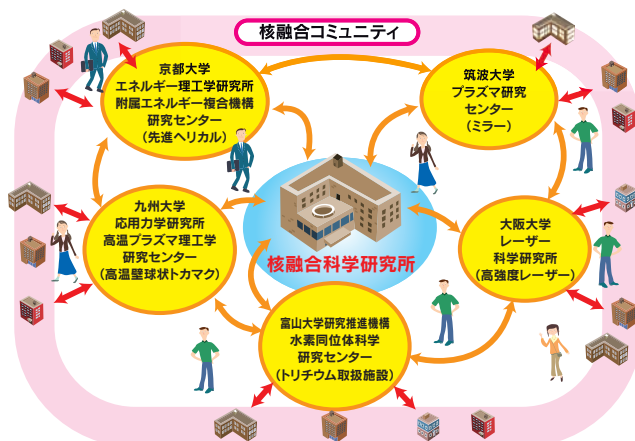 核融合コミュニティ
京都大学
エネルギー理工学研究所
附属エネルギー複合機構
研究センター
(先進ヘリカル)
筑波大学
プラズマ研究
センター
(ミラー)
九州大学
応用力学研究所
高温プラズマ理工学
研究センター
(高温壁球状トカマク)
核融合科学研究所
大阪大学
レーザー
科学研究所
(高強度レーザー)
富山大学研究推進機構
水素同位体科学
研究センター
(トリチウム取扱施設)